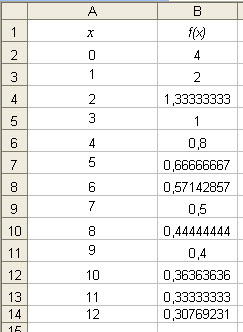 A B
1 x f(x)
2 0 4
3 1 2
4 2 1,33333333
5 3 1
6 4 0,8
7 5 0,66666667
8 6 0,57142857
9 7 0,5
10 8 0,44444444
11 9 0,4
12 10 0,36363636
13 11 0,33333333
14 12 0,30769231